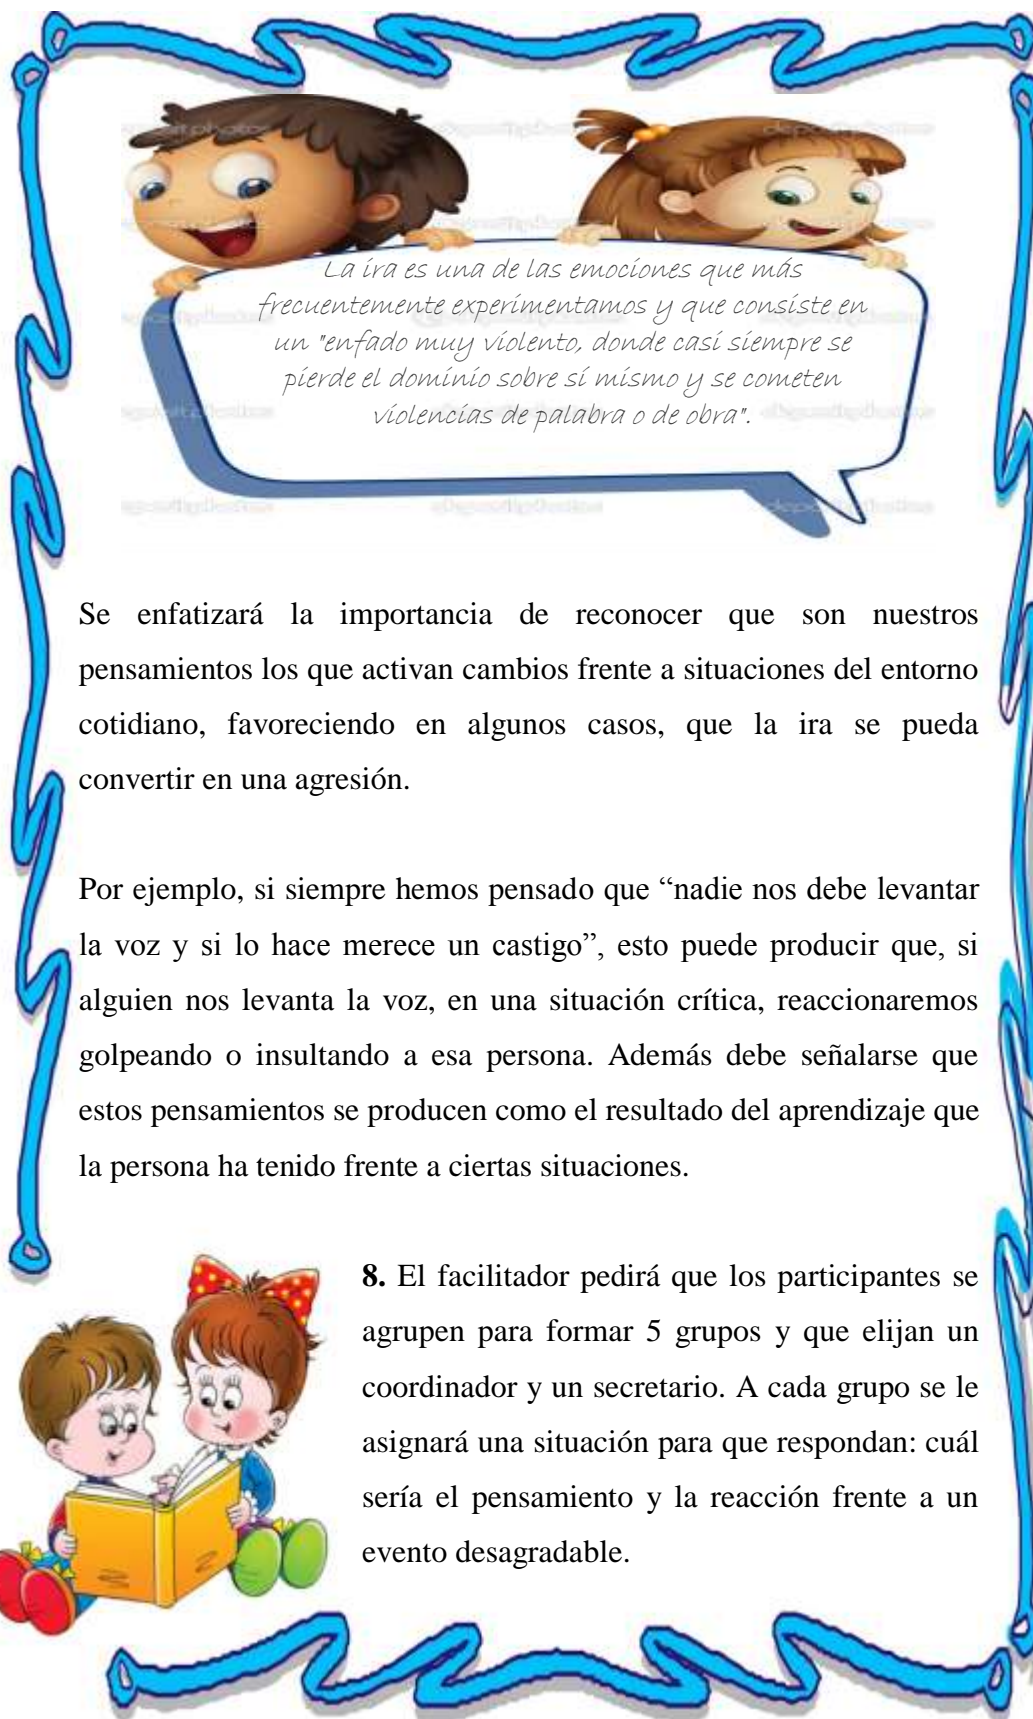 La ira es una de las emociones que más
frecuentemente experimentamos y que consiste en
un "enfado muy violento, donde casi siempre se
pierde el dominio sobre sí mismo y se cometen
violencias de palabra o de obra".
Se enfatizará la importancia de reconocer que son nuestros
pensamientos los que activan cambios frente a situaciones del entorno
cotidiano, favoreciendo en algunos casos, que la ira se pueda
convertir en una agresión.
Por ejemplo, si siempre hemos pensado que “nadie nos debe levantar
la voz y si lo hace merece un castigo”, esto puede producir que, si
alguien nos levanta la voz, en una situación crítica, reaccionaremos
golpeando o insultando a esa persona. Además debe señalarse que
estos pensamientos se producen como el resultado del aprendizaje que
la persona ha tenido frente a ciertas situaciones.
8. El facilitador pedirá que los participantes se
agrupen para formar 5 grupos y que elijan un
coordinador y un secretario. A cada grupo se le
asignará una situación para que respondan: cuál
sería el pensamiento y la reacción frente a un
evento desagradable.